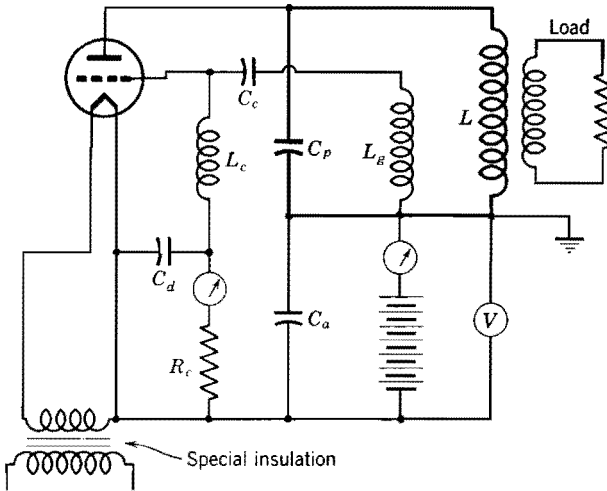 Load
C_c
L_c
C_p
L_g
L
C_d
R_c
C_a
V
Special insulation